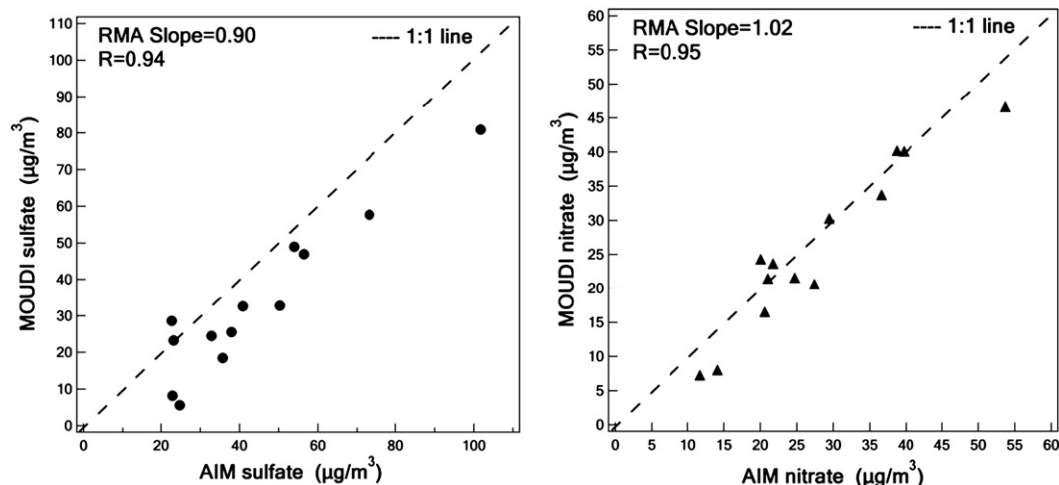 RMA Slope=0.90
R=0.94
---- 1:1 line
MOUDI sulfate (μg/m³)
110
100
90
80
70
60
50
40
30
20
10
0
0 20 40 60 80 100
AIM sulfate (μg/m³)
RMA Slope=1.02
R=0.95
---- 1:1 line
MOUDI nitrate (μg/m³)
60
55
50
45
40
35
30
25
20
15
10
5
0
0 5 10 15 20 25 30 35 40 45 50 55 60
AIM nitrate (μg/m³)